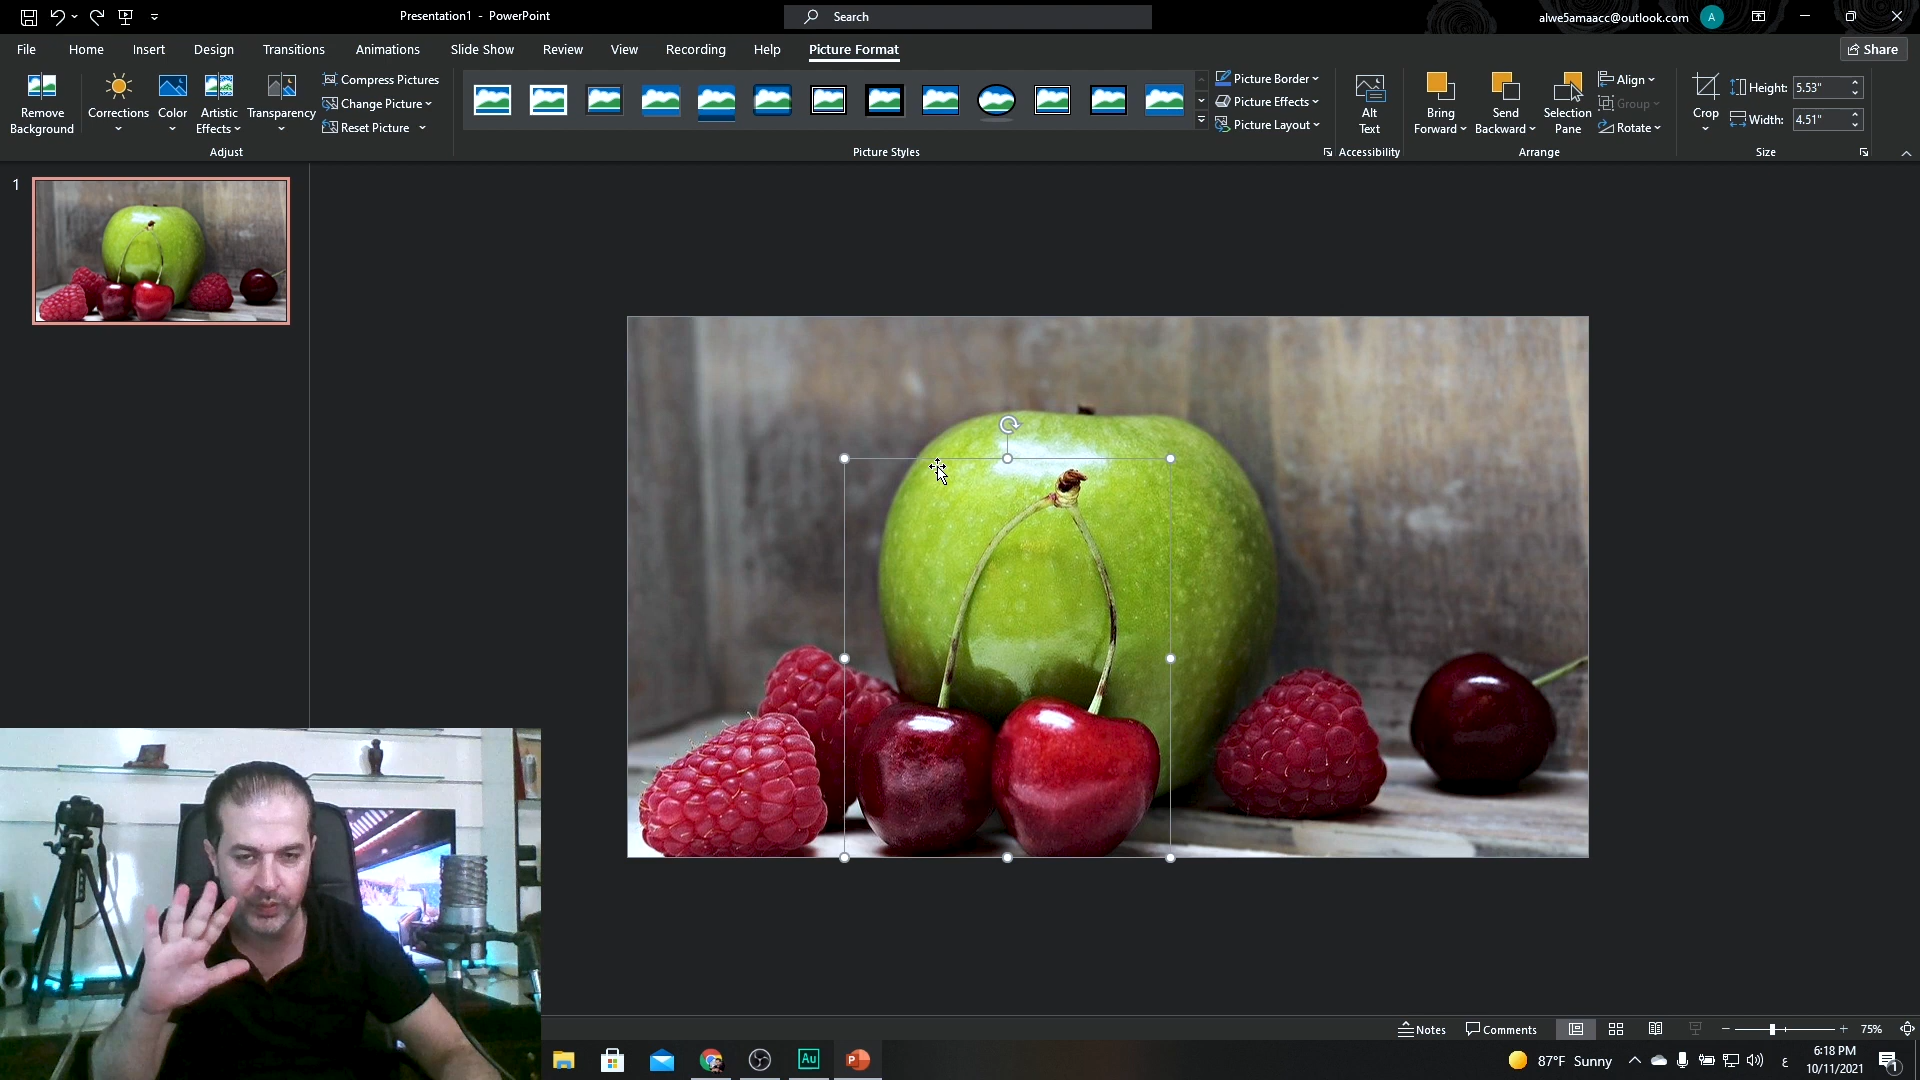 Presentation1 - PowerPoint
Search
alwe5amaacc@outlook.com
A
File
Home
Insert
Design
Transitions
Animations
Slide Show
Review
View
Recording
Help
Picture Format
Share
Remove Background
Corrections
Color
Artistic Effects
Transparency
Compress Pictures
Change Picture
Reset Picture
Adjust
Picture Styles
Picture Border
Picture Effects
Picture Layout
Alt Text
Accessibility
Bring Forward
Send Backward
Selection Pane
Align
Group
Rotate
Arrange
Crop
Height:
5.53"
Width:
4.51"
Size
1
Notes
Comments
75%
Au
P
87°F Sunny
ع
6:18 PM
10/11/2021
1